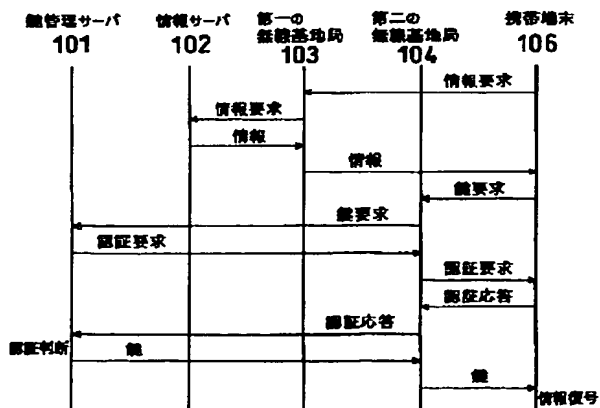 鍵管理サーバ
101
情報サーバ
102
第一の
無線基地局
103
第二の
無線基地局
104
携帯端末
106
情報要求
情報要求
情報
情報
鍵要求
鍵要求
認証要求
認証要求
認証応答
認証応答
認証判断
鍵
鍵
情報復号